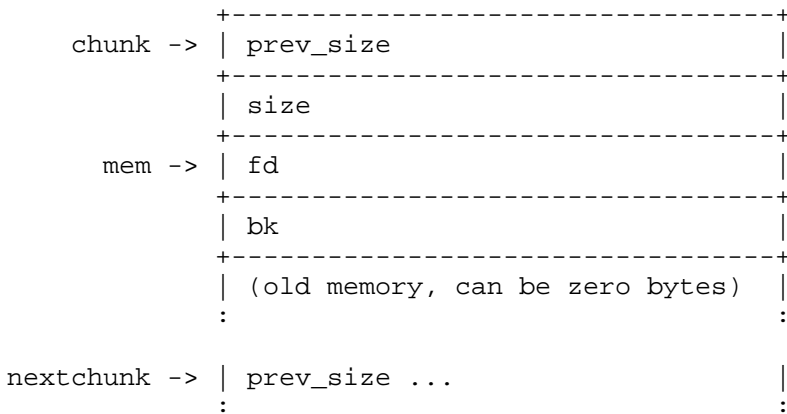 +---------------------------------+
   chunk -> | prev_size                       |
            +---------------------------------+
            | size                            |
            +---------------------------------+
     mem -> | fd                              |
            +---------------------------------+
            | bk                              |
            +---------------------------------+
            | (old memory, can be zero bytes) |
            :                                 :
nextchunk -> | prev_size ...                   |
            :                                 :